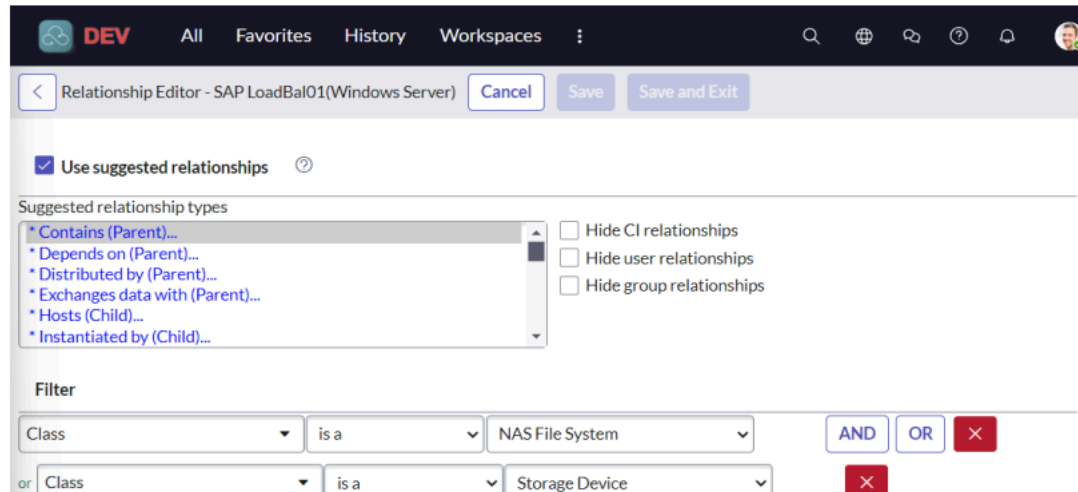 DEV All Favorites History Workspaces
Relationship Editor - SAP LoadBal01(Windows Server) Cancel Save Save and Exit
Use suggested relationships
Suggested relationship types
* Contains (Parent)...
* Depends on (Parent)...
* Distributed by (Parent)...
* Exchanges data with (Parent)...
* Hosts (Child)...
* Instantiated by (Child)...
Hide CI relationships
Hide user relationships
Hide group relationships
Filter
Class is a NAS File System AND OR
or Class is a Storage Device